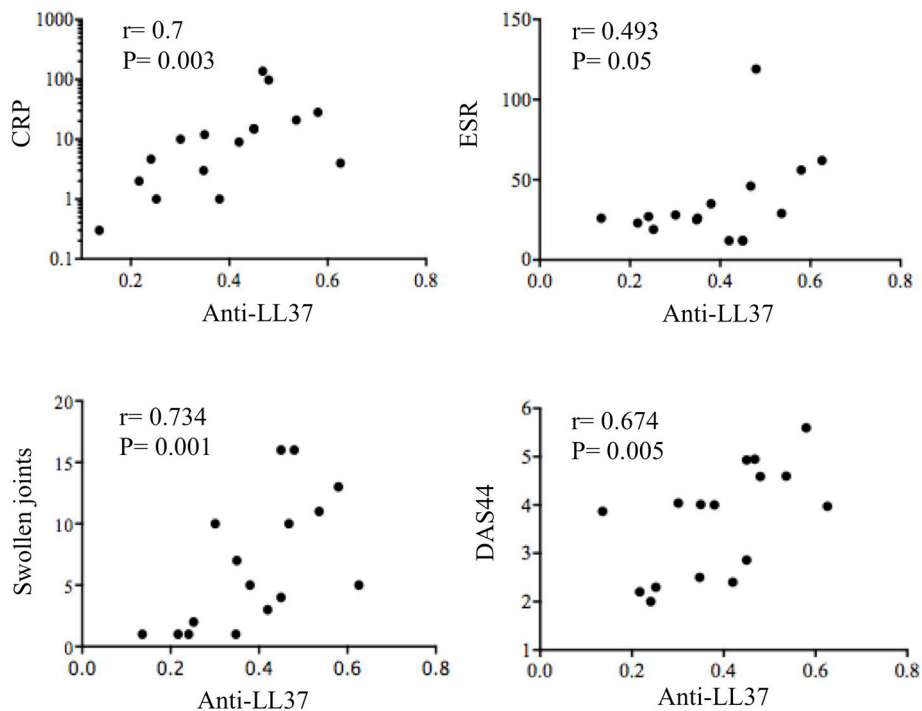 r= 0.7
P= 0.003
CRP
1000
100
10
1
0.1
0.2
0.4
0.6
0.8
Anti-LL37
r= 0.493
P= 0.05
ESR
150
100
50
0
0.0
0.2
0.4
0.6
0.8
Anti-LL37
r= 0.734
P= 0.001
Swollen joints
20
15
10
5
0
0.0
0.2
0.4
0.6
0.8
Anti-LL37
r= 0.674
P= 0.005
DAS44
6
5
4
3
2
1
0.0
0.2
0.4
0.6
0.8
Anti-LL37